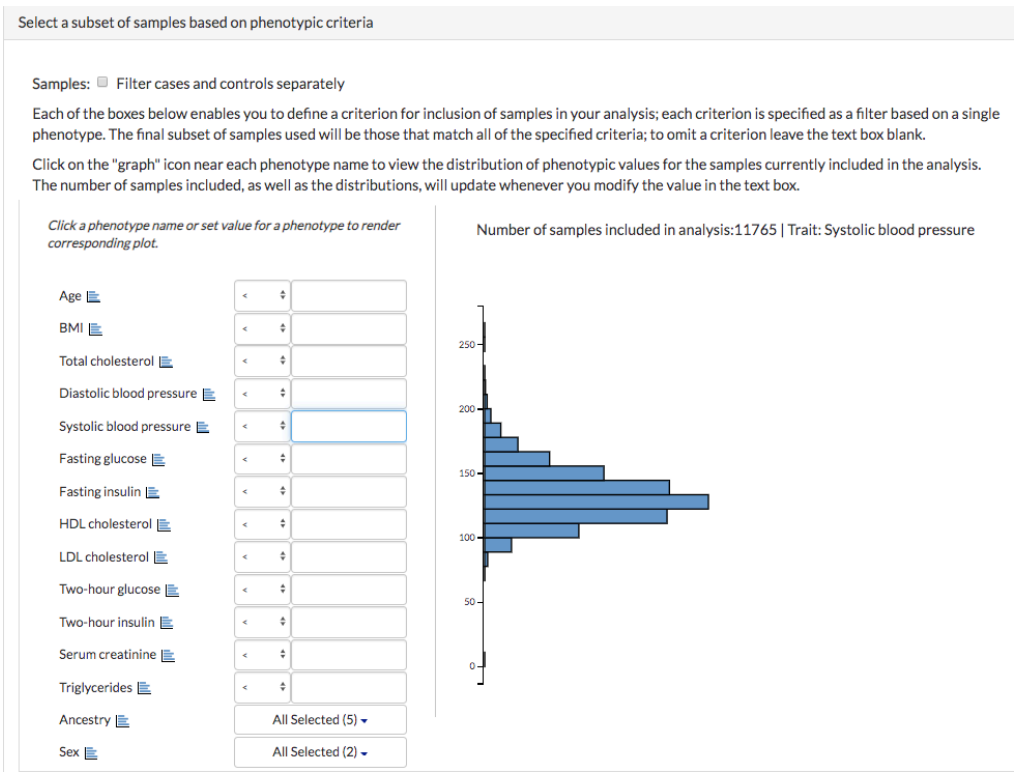 Select a subset of samples based on phenotypic criteria
Samples: Filter cases and controls separately
Each of the boxes below enables you to define a criterion for inclusion of samples in your analysis; each criterion is specified as a filter based on a single
phenotype. The final subset of samples used will be those that match all of the specified criteria; to omit a criterion leave the text box blank.
Click on the "graph" icon near each phenotype name to view the distribution of phenotypic values for the samples currently included in the analysis.
The number of samples included, as well as the distributions, will update whenever you modify the value in the text box.
Click a phenotype name or set value for a phenotype to render
corresponding plot.
Age <
BMI <
Total cholesterol <
Diastolic blood pressure <
Systolic blood pressure <
Fasting glucose <
Fasting insulin <
HDL cholesterol <
LDL cholesterol <
Two-hour glucose <
Two-hour insulin <
Serum creatinine <
Triglycerides <
Ancestry All Selected (5)
Sex All Selected (2)
Number of samples included in analysis:11765 | Trait: Systolic blood pressure
250
200
150
100
50
0